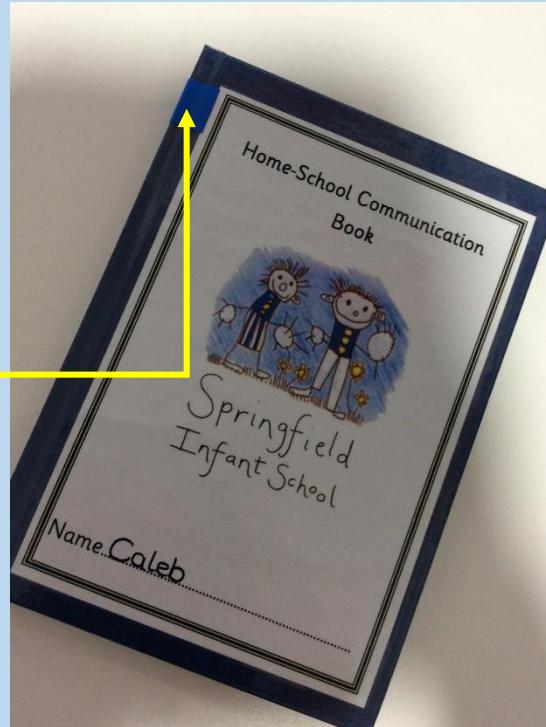 Home-School Communication
Book
Springfield
Infant School
Name...Caleb..............................